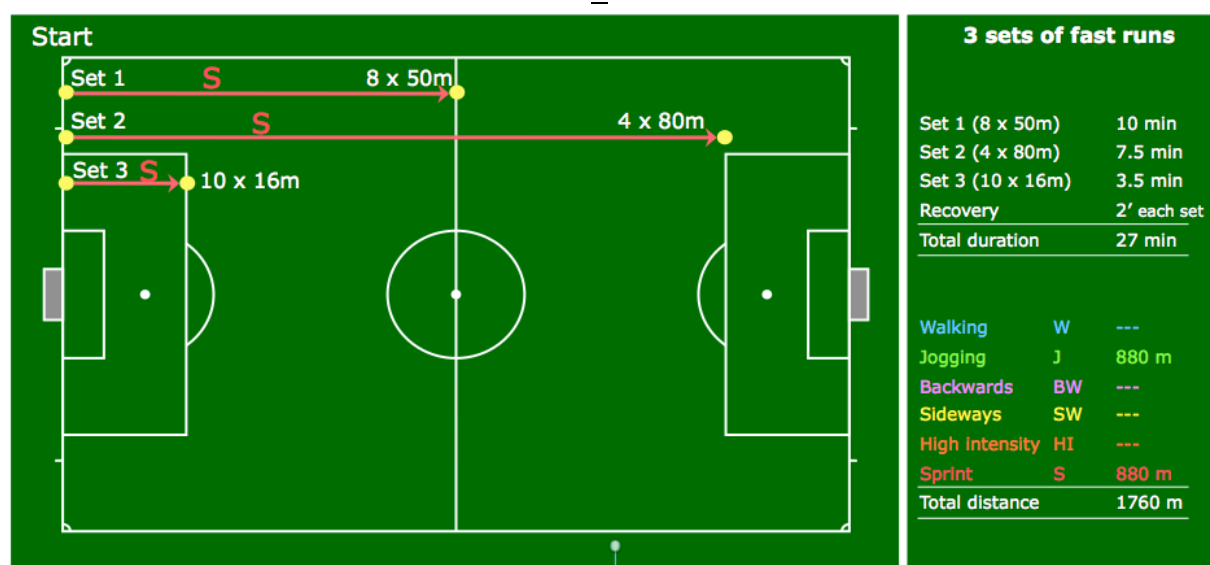 Start
Set 1 S 8 x 50m
Set 2 S 4 x 80m
Set 3 S 10 x 16m
3 sets of fast runs
Set 1 (8 x 50m) 10 min
Set 2 (4 x 80m) 7.5 min
Set 3 (10 x 16m) 3.5 min
Recovery 2’ each set
Total duration 27 min
Walking W ---
Jogging J 880 m
Backwards BW ---
Sideways SW ---
High intensity HI ---
Sprint S 880 m
Total distance 1760 m